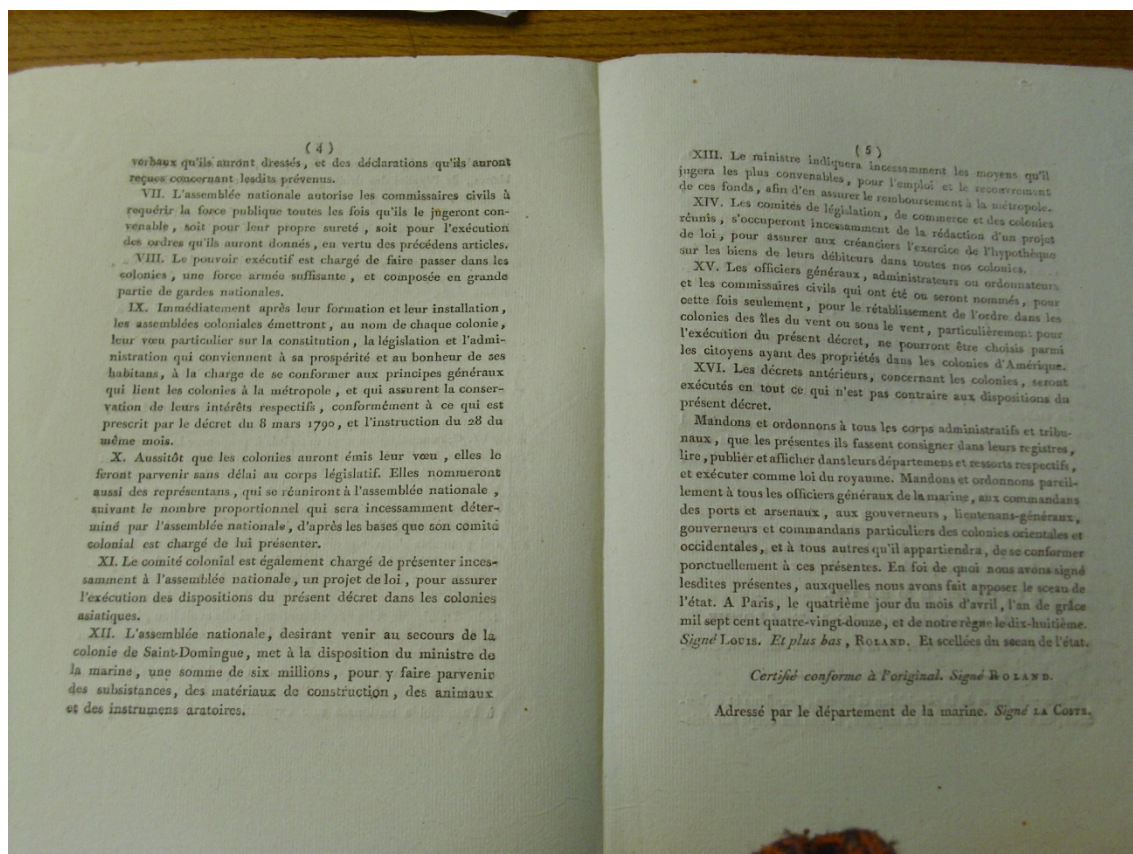 ( 4 )
verbaux qu'ils auront dressés, et des déclarations qu'ils auront
reçues concernant lesdits prévenus.
VII. L'assemblée nationale autorise les commissaires civils à
requérir la force publique toutes les fois qu'ils le jugeront con-
venable, soit pour leur propre sureté, soit pour l'exécution
des ordres qu'ils auront donnés, en vertu des précédens articles.
VIII. Le pouvoir exécutif est chargé de faire passer dans les
colonies, une force armée suffisante, et composée en grande
partie de gardes nationales.
IX. Immédiatement après leur formation et leur installation,
les assemblées coloniales émettront, au nom de chaque colonie,
leur vœu particulier sur la constitution, la législation et l'admi-
nistration qui conviennent à sa prospérité et au bonheur de ses
habitans, à la charge de se conformer aux principes généraux
qui lient les colonies à la métropole, et qui assurent la conser-
vation de leurs intérêts respectifs, conformément à ce qui est
prescrit par le décret du 8 mars 1790, et l'instruction du 28 du
même mois.
X. Aussitôt que les colonies auront émis leur vœu, elles le
feront parvenir sans délai au corps législatif. Elles nommeront
aussi des représentans, qui se réuniront à l'assemblée nationale,
suivant le nombre proportionnel qui sera incessamment déter-
miné par l'assemblée nationale, d'après les bases que son comité
colonial est chargé de lui présenter.
XI. Le comité colonial est également chargé de présenter inces-
samment à l'assemblée nationale, un projet de loi, pour assurer
l'exécution des dispositions du présent décret dans les colonies
asiatiques.
XII. L'assemblée nationale, desirant venir au secours de la
colonie de Saint-Domingue, met à la disposition du ministre de
la marine, une somme de six millions, pour y faire parvenir
des subsistances, des matériaux de construction, des animaux
et des instrumens aratoires.
( 5 )
XIII. Le ministre indiquera incessamment les moyens qu'il
jugera les plus convenables, pour l'emploi et le recouvrement
de ces fonds, afin d'en assurer le remboursement à la métropole.
XIV. Les comités de législation, de commerce et des colonies
réunis, s'occuperont incessamment de la rédaction d'un projet
de loi, pour assurer aux créanciers l'exercice de l'hypothèque
sur les biens de leurs débiteurs dans toutes nos colonies.
XV. Les officiers généraux, administrateurs ou ordonnateurs
et les commissaires civils qui ont été ou seront nommés, pour
cette fois seulement, pour le rétablissement de l'ordre dans les
colonies des îles du vent ou sous le vent, particulièrement pour
l'exécution du présent décret, ne pourront être choisis parmi
les citoyens ayant des propriétés dans les colonies d'Amérique.
XVI. Les décrets antérieurs, concernant les colonies, seront
exécutés en tout ce qui n'est pas contraire aux dispositions du
présent décret.
Mandons et ordonnons à tous les corps administratifs et tribu-
naux, que les présentes ils fassent consigner dans leurs registres,
lire, publier et afficher dans leurs départemens et ressorts respectifs,
et exécuter comme loi du royaume. Mandons et ordonnons pareil-
lement à tous les officiers généraux de la marine, aux commandans
des ports et arsenaux, aux gouverneurs, lieutenans-généraux,
gouverneurs et commandans particuliers des colonies orientales et
occidentales, et à tous autres qu'il appartiendra, de se conformer
ponctuellement à ces présentes. En foi de quoi nous avons signé
lesdites présentes, auxquelles nous avons fait apposer le sceau de
l'état. A Paris, le quatrième jour du mois d'avril, l'an de grâce
mil sept cent quatre-vingt-douze, et de notre règne le dix-huitième.
Signé LOUIS. Et plus bas, ROLAND. Et scellées du sceau de l'état.
Certifié conforme à l'original. Signé ROLAND.
Adressé par le département de la marine. Signé LA COSTE.